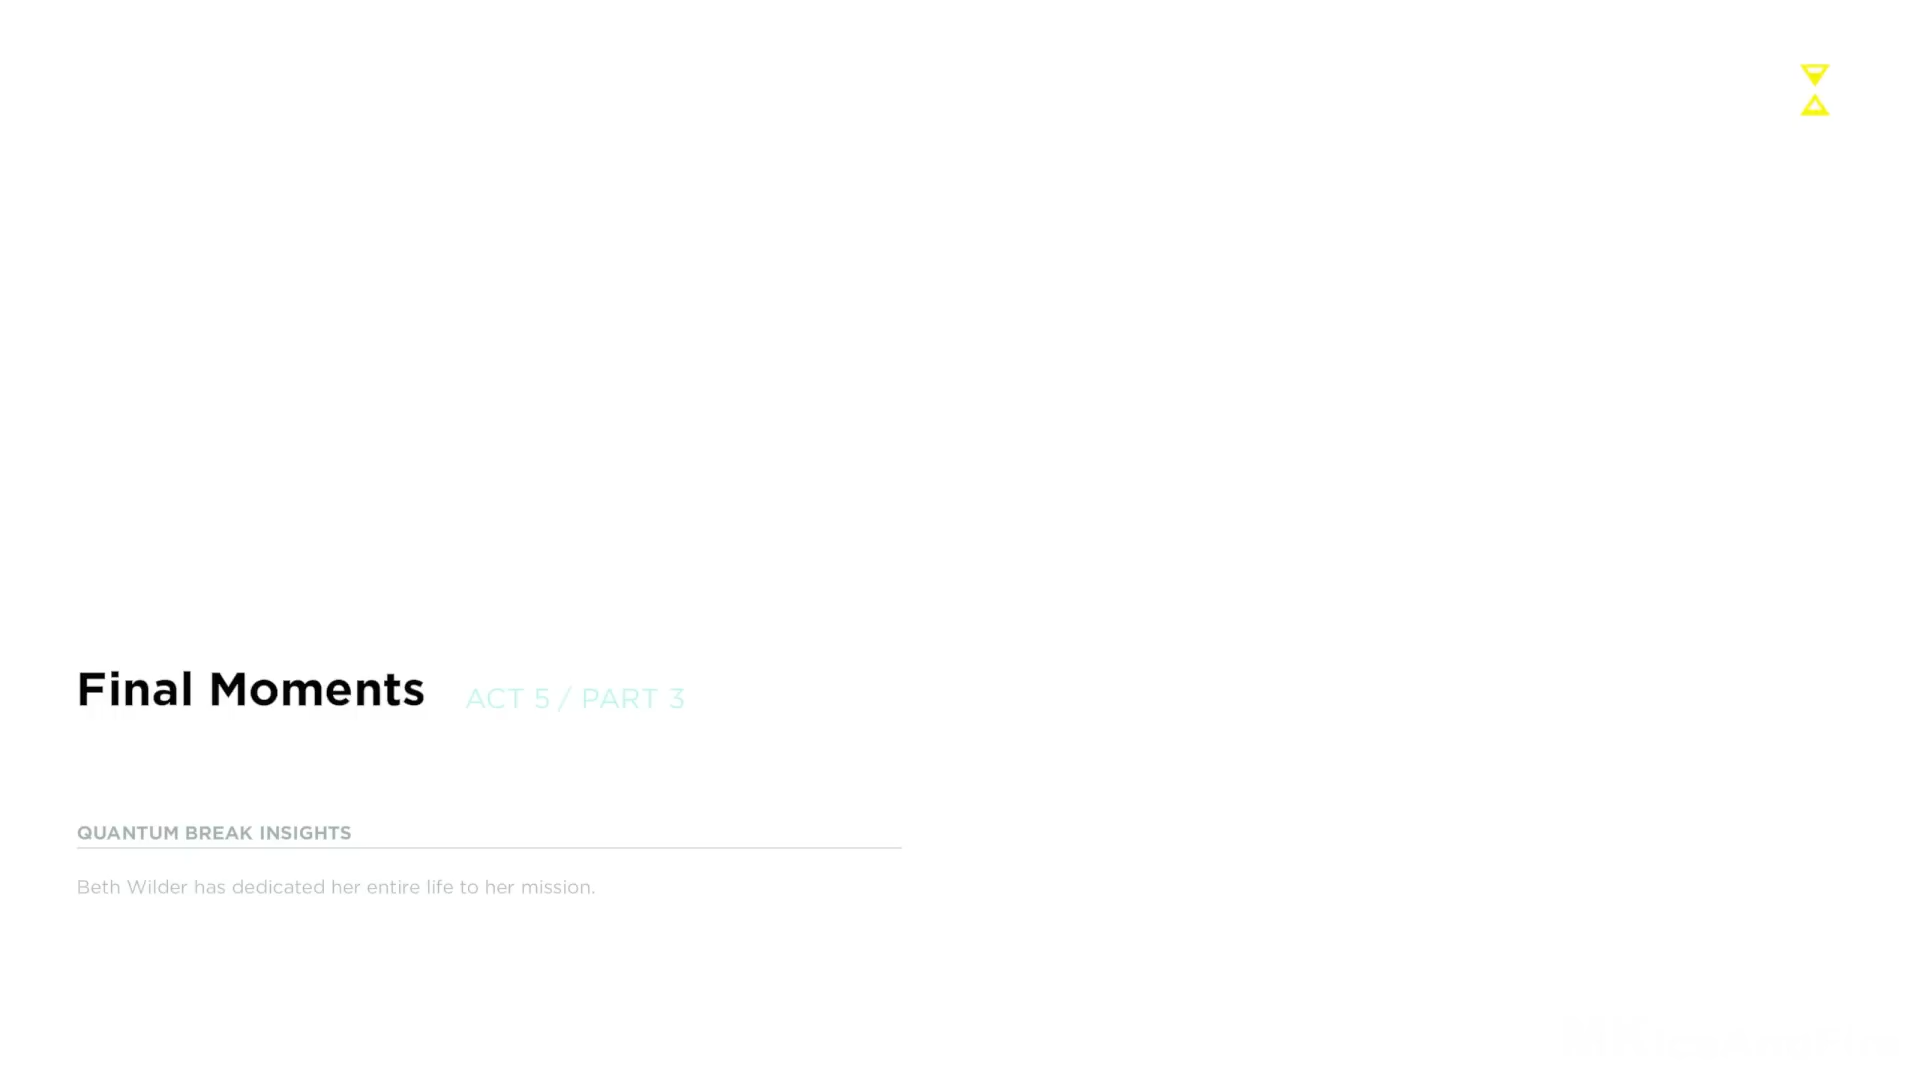 Final Moments ACT 5 / PART 3
QUANTUM BREAK INSIGHTS
Beth Wilder has dedicated her entire life to her mission.